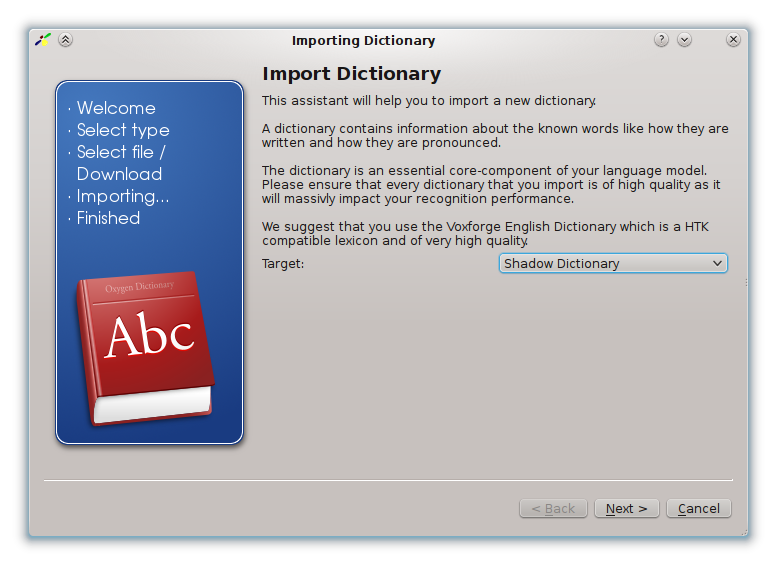 Importing Dictionary
?
· Welcome
· Select type
· Select file /
Download
· Importing...
· Finished
Oxygen Dictionary
Abc
Import Dictionary
This assistant will help you to import a new dictionary.
A dictionary contains information about the known words like how they are
written and how they are pronounced.
The dictionary is an essential core-component of your language model.
Please ensure that every dictionary that you import is of high quality as it
will massivly impact your recognition performance.
We suggest that you use the Voxforge English Dictionary which is a HTK
compatible lexicon and of very high quality.
Target: Shadow Dictionary
< Back Next > Cancel